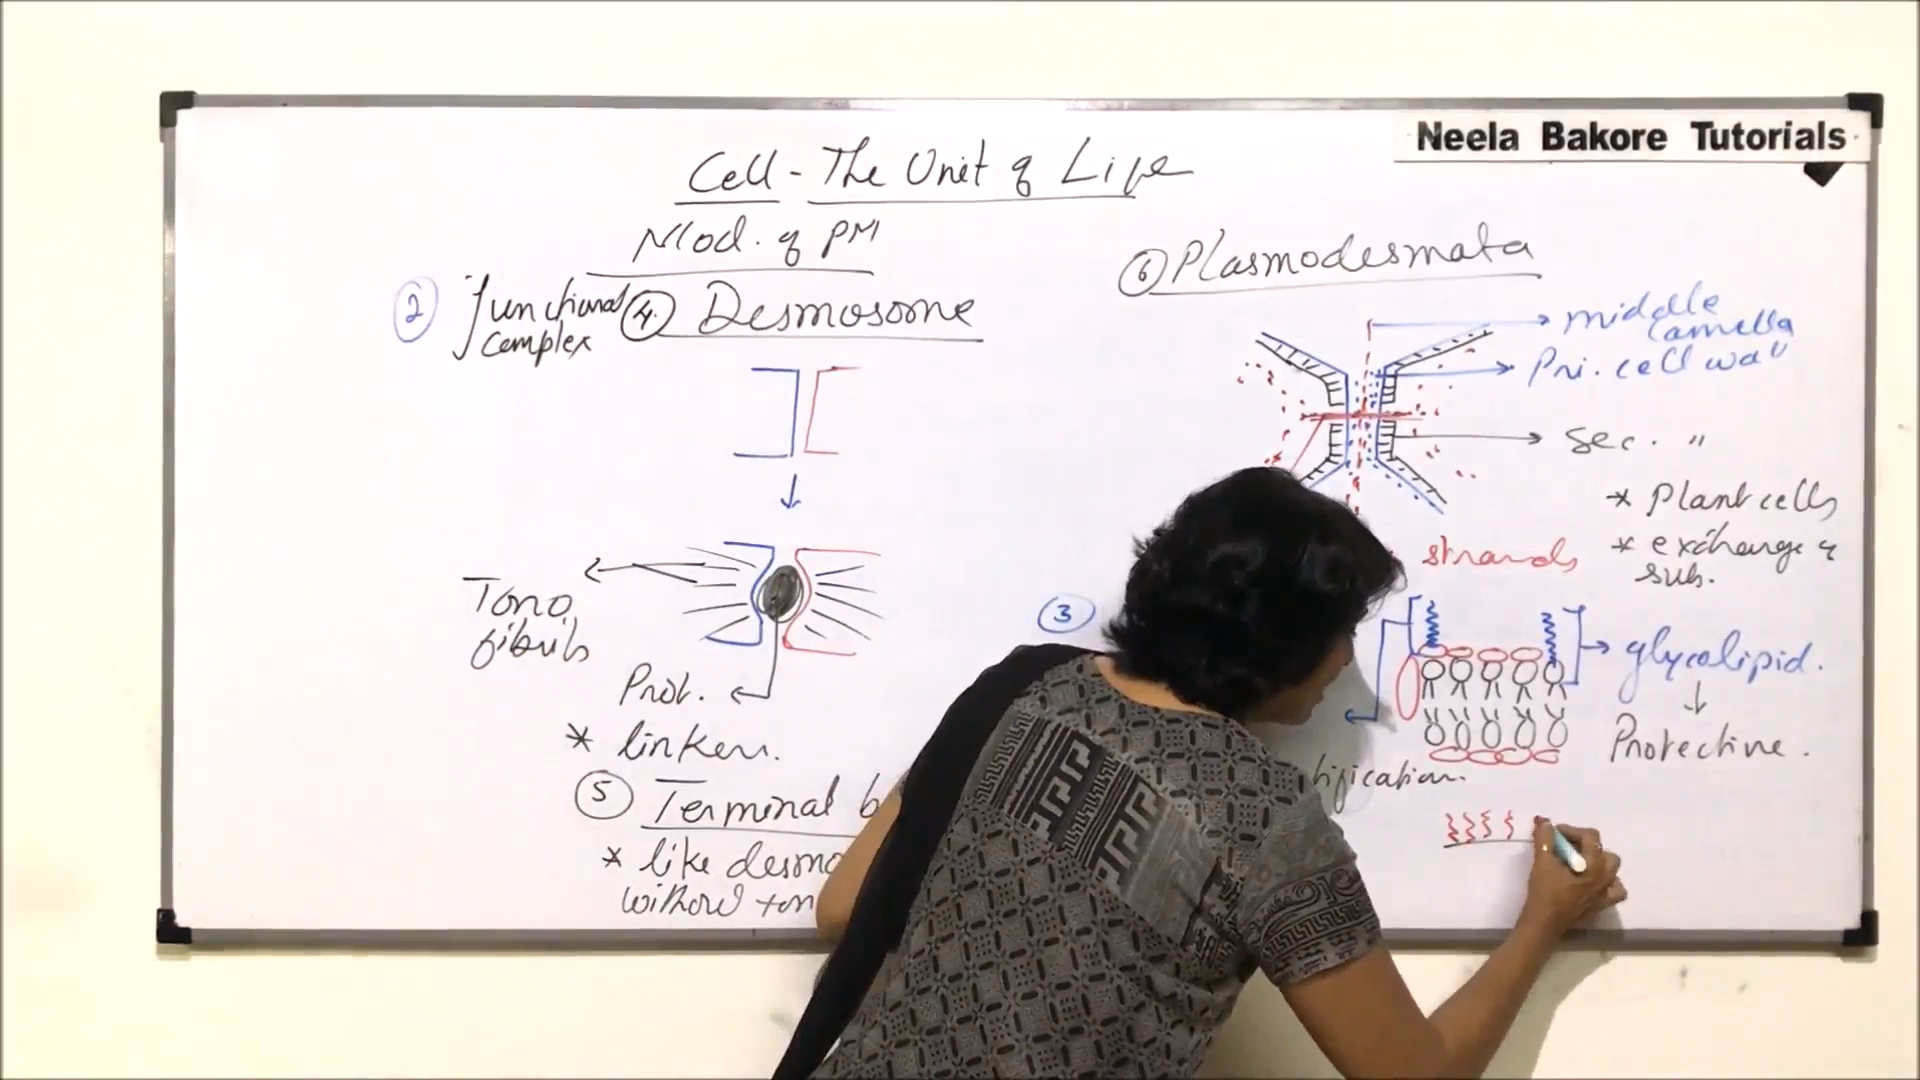 Neela Bakore Tutorials
Cell - The Unit of Life
Mod. of PM
2 Junctional complex
4. Desmosome
Tono fibrils
Prot.
* linker.
5 Terminal b
* like desmo
without ton
6 Plasmodesmata
middle lamella
Pri. cell wall
Sec. "
* Plant cells
* exchange of sub.
strands
3
glycolipid.
Protective.
tification.